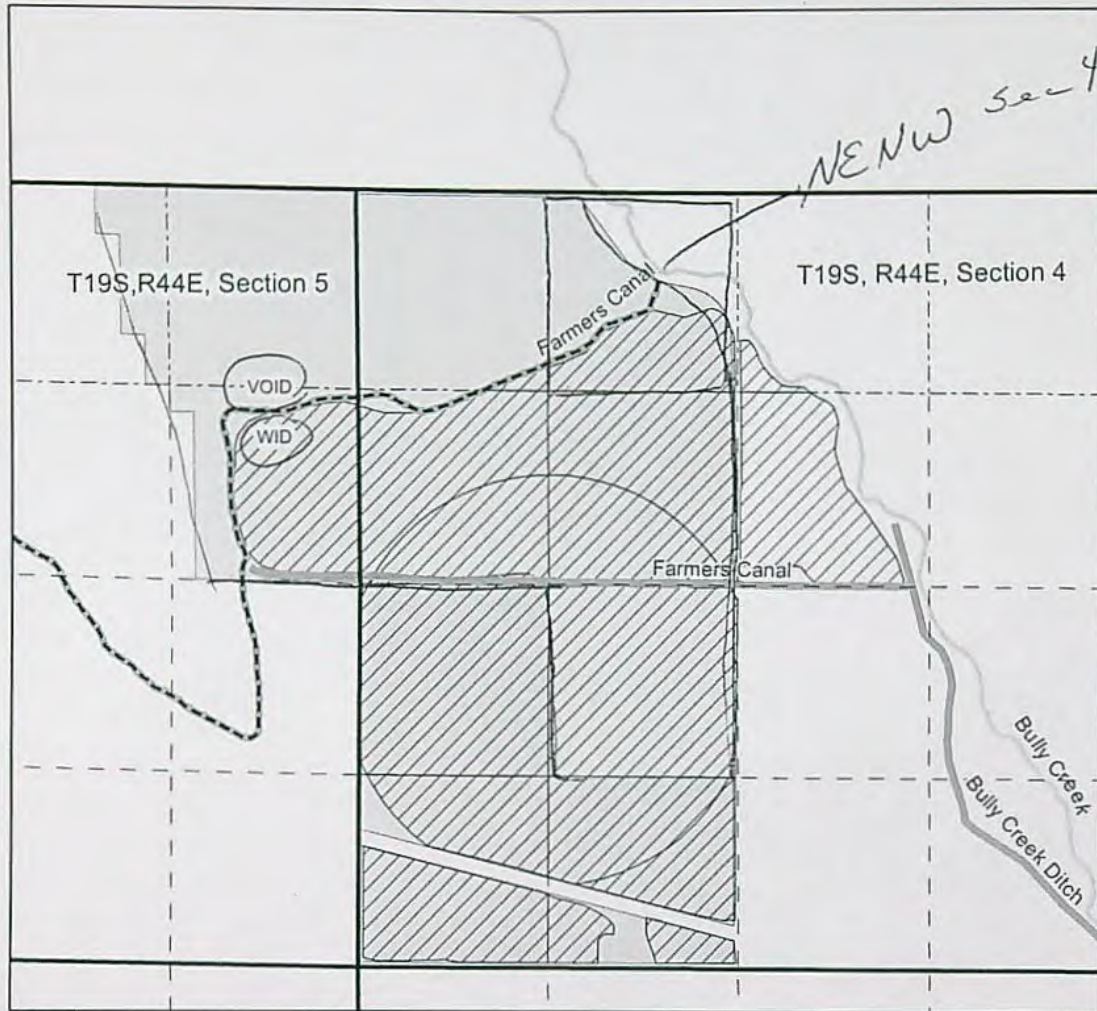 NENW Sec 4
T19S,R44E, Section 5
T19S, R44E, Section 4
Farmers Canal
VOID
WID
Farmers Canal
Bully Creek
Bully Creek Ditch